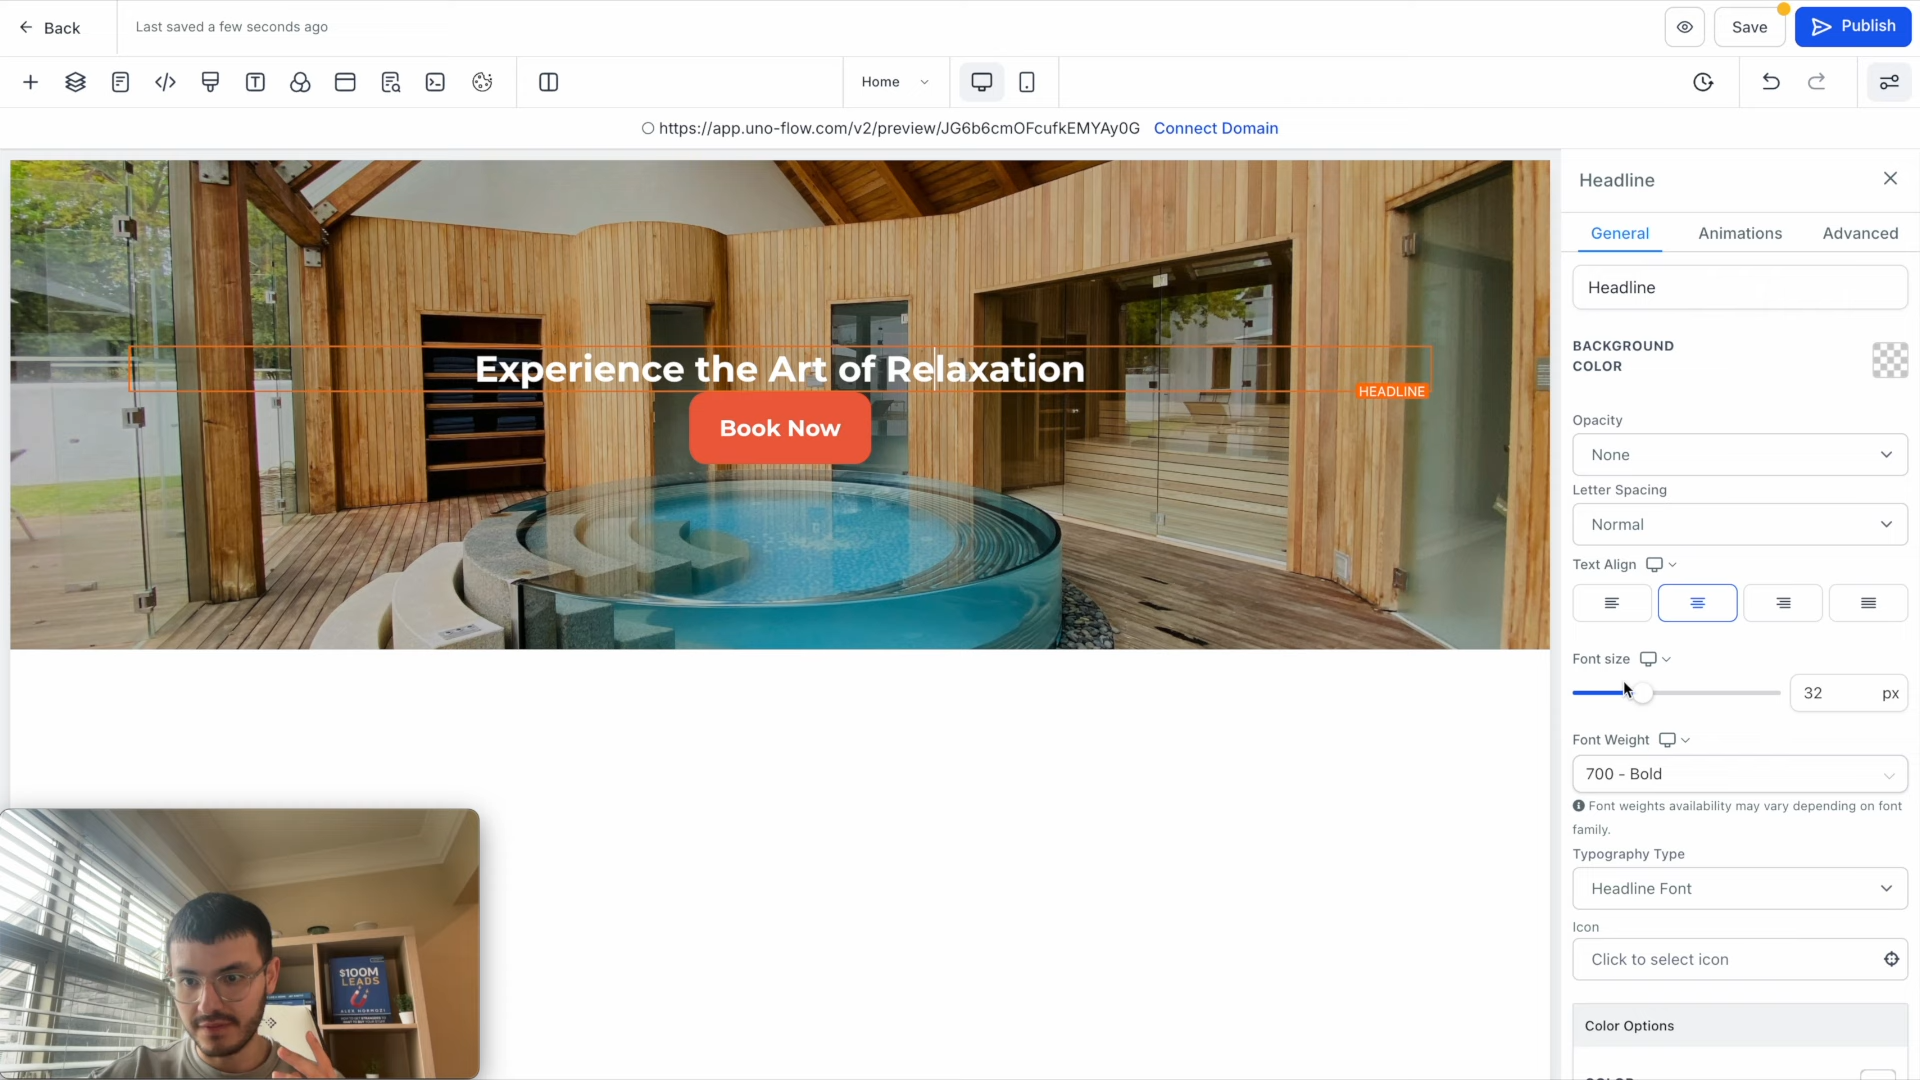 Back
Last saved a few seconds ago
Save
Publish
Home
https://app.uno-flow.com/v2/preview/JG6b6cmOFcufkEMYAy0G Connect Domain
Experience the Art of Relaxation
HEADLINE
Book Now
Headline
General
Animations
Advanced
Headline
BACKGROUND
COLOR
Opacity
None
Letter Spacing
Normal
Text Align
Font size
32 px
Font Weight
700 - Bold
Font weights availability may vary depending on font
family.
Typography Type
Headline Font
Icon
Click to select icon
Color Options
$100M
LEADS
ALEX HORMOZI